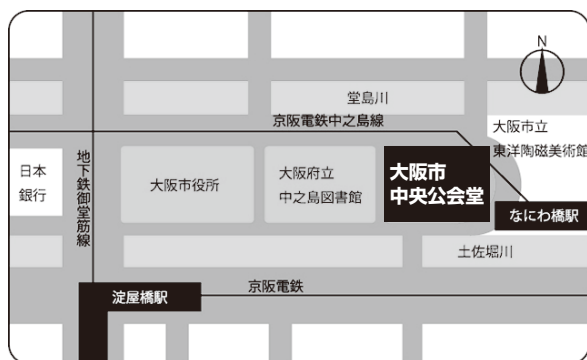 N
堂島川
京阪電鉄中之島線
大阪市立
東洋陶磁美術館
日本
銀行
地下鉄御堂筋線
大阪市役所
大阪府立
中之島図書館
大阪市
中央公会堂
なにわ橋駅
土佐堀川
京阪電鉄
淀屋橋駅